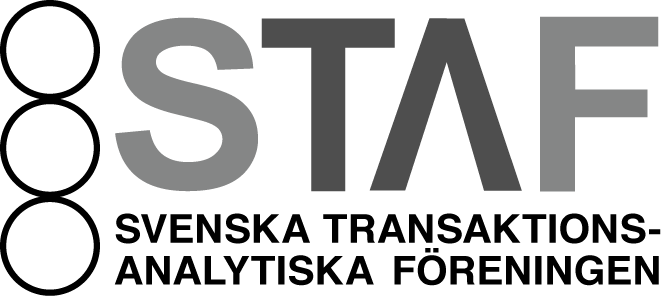 STAF
SVENSKA TRANSAKTIONS-
ANALYTISKA FÖRENINGEN